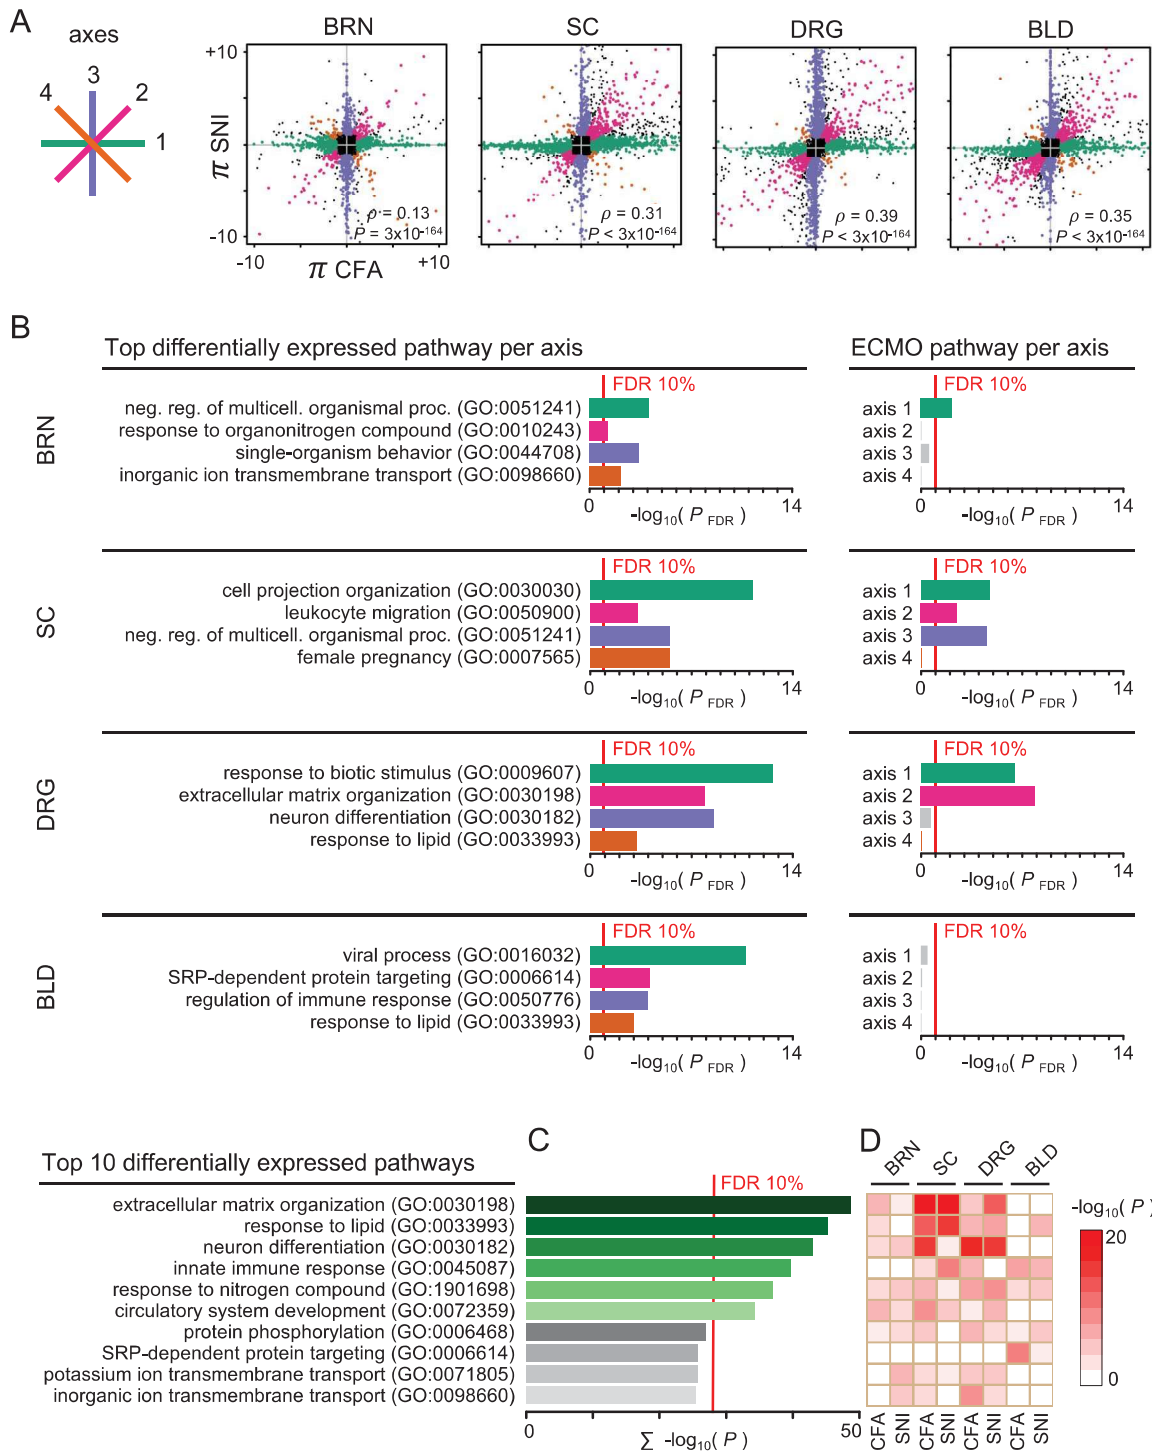 A
axes
1
2
3
4
BRN
SC
DRG
BLD
+10
π SNI
-10
-10
π CFA
+10
ρ = 0.13
P = 3x10⁻¹⁶⁴
ρ = 0.31
P < 3x10⁻¹⁶⁴
ρ = 0.39
P < 3x10⁻¹⁶⁴
ρ = 0.35
P < 3x10⁻¹⁶⁴
B
Top differentially expressed pathway per axis
ECMO pathway per axis
BRN
FDR 10%
neg. reg. of multicell. organismal proc. (GO:0051241)
response to organonitrogen compound (GO:0010243)
single-organism behavior (GO:0044708)
inorganic ion transmembrane transport (GO:0098660)
0
14
-log₁₀( P FDR )
FDR 10%
axis 1
axis 2
axis 3
axis 4
0
14
-log₁₀( P FDR )
SC
FDR 10%
cell projection organization (GO:0030030)
leukocyte migration (GO:0050900)
neg. reg. of multicell. organismal proc. (GO:0051241)
female pregnancy (GO:0007565)
0
14
-log₁₀( P FDR )
FDR 10%
axis 1
axis 2
axis 3
axis 4
0
14
-log₁₀( P FDR )
DRG
FDR 10%
response to biotic stimulus (GO:0009607)
extracellular matrix organization (GO:0030198)
neuron differentiation (GO:0030182)
response to lipid (GO:0033993)
0
14
-log₁₀( P FDR )
FDR 10%
axis 1
axis 2
axis 3
axis 4
0
14
-log₁₀( P FDR )
BLD
FDR 10%
viral process (GO:0016032)
SRP-dependent protein targeting (GO:0006614)
regulation of immune response (GO:0050776)
response to lipid (GO:0033993)
0
14
-log₁₀( P FDR )
FDR 10%
axis 1
axis 2
axis 3
axis 4
0
14
-log₁₀( P FDR )
C
Top 10 differentially expressed pathways
FDR 10%
extracellular matrix organization (GO:0030198)
response to lipid (GO:0033993)
neuron differentiation (GO:0030182)
innate immune response (GO:0045087)
response to nitrogen compound (GO:1901698)
circulatory system development (GO:0072359)
protein phosphorylation (GO:0006468)
SRP-dependent protein targeting (GO:0006614)
potassium ion transmembrane transport (GO:0071805)
inorganic ion transmembrane transport (GO:0098660)
0
50
Σ -log₁₀( P )
D
BRN
SC
DRG
BLD
CFA
SNI
CFA
SNI
CFA
SNI
CFA
SNI
-log₁₀( P )
20
0